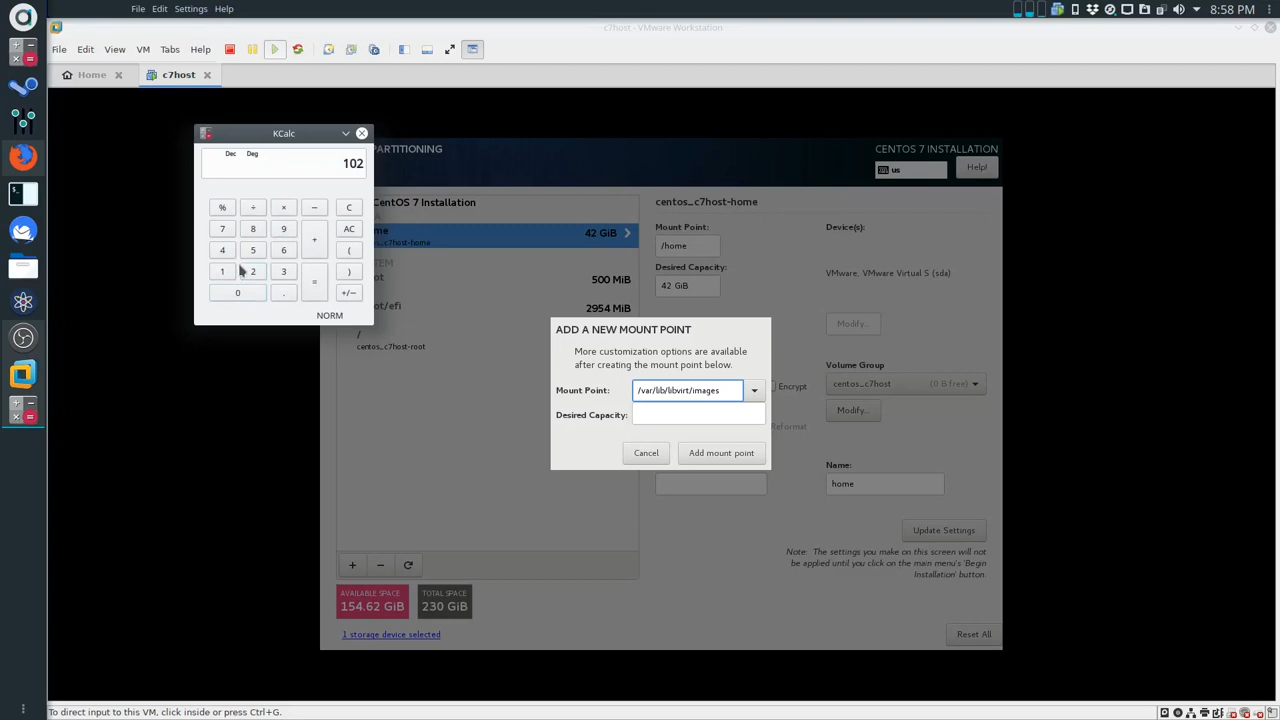 File Edit Settings Help
8:58 PM
c7host - VMware Workstation
File Edit View VM Tabs Help
Home
c7host
KCalc
Dec Deg
102
% ÷ × − C
7 8 9 AC
+
4 5 6 (
1 2 3 )
=
0 . +/−
NORM
PARTITIONING
CENTOS 7 INSTALLATION
us
Help!
CentOS 7 Installation
42 GiB
centos_c7host-home
500 MiB
2954 MiB
/
centos_c7host-root
AVAILABLE SPACE
154.62 GiB
TOTAL SPACE
230 GiB
1 storage device selected
centos_c7host-home
Mount Point:
/home
Desired Capacity:
42 GiB
Device(s):
VMware, VMware Virtual S (sda)
Modify...
Encrypt
Volume Group
centos_c7host (0 B free)
Modify...
Reformat
Name:
home
Update Settings
Note: The settings you make on this screen will not
be applied until you click on the main menu's 'Begin
Installation' button.
Reset All
ADD A NEW MOUNT POINT
More customization options are available
after creating the mount point below.
Mount Point: /var/lib/libvirt/images
Desired Capacity:
Cancel
Add mount point
To direct input to this VM, click inside or press Ctrl+G.